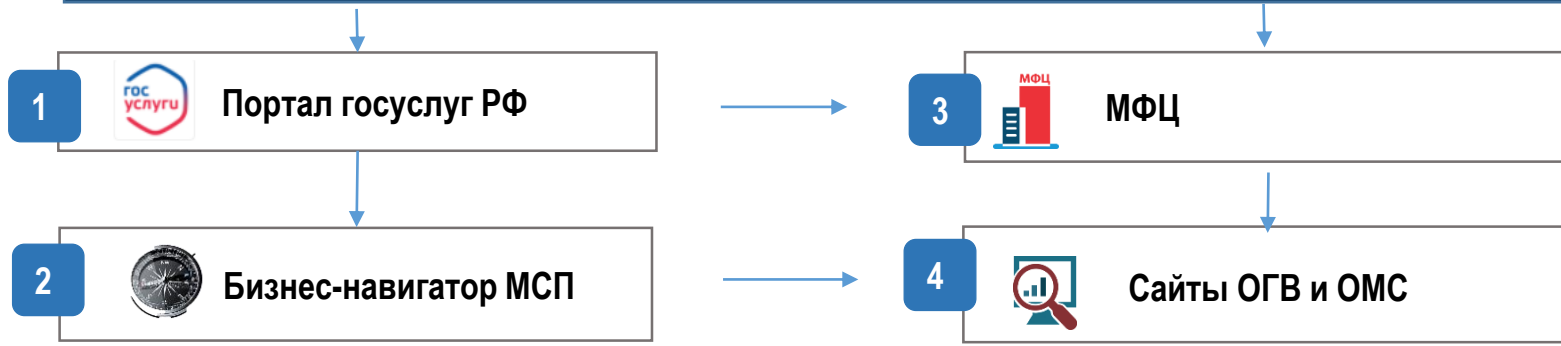 1
гос
услуги
Портал госуслуг РФ
3
МФЦ
МФЦ
2
Бизнес-навигатор МСП
4
Сайты ОГВ и ОМС